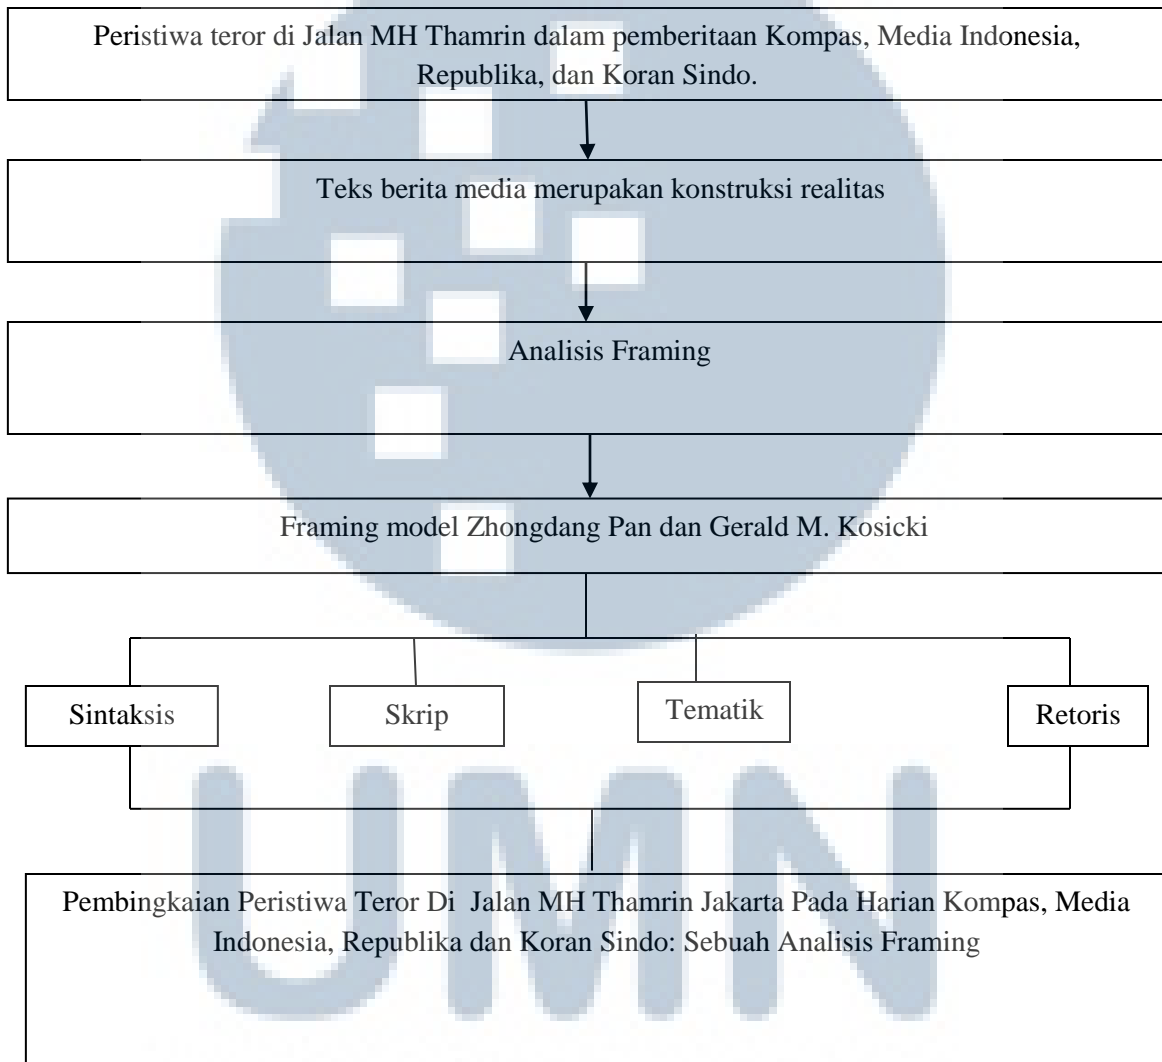 Peristiwa teror di Jalan MH Thamrin dalam pemberitaan Kompas, Media Indonesia,
Republika, dan Koran Sindo.
Teks berita media merupakan konstruksi realitas
Analisis Framing
Framing model Zhongdang Pan dan Gerald M. Kosicki
Sintaksis
Skrip
Tematik
Retoris
Pembingkaian Peristiwa Teror Di Jalan MH Thamrin Jakarta Pada Harian Kompas, Media
Indonesia, Republika dan Koran Sindo: Sebuah Analisis Framing
UMN